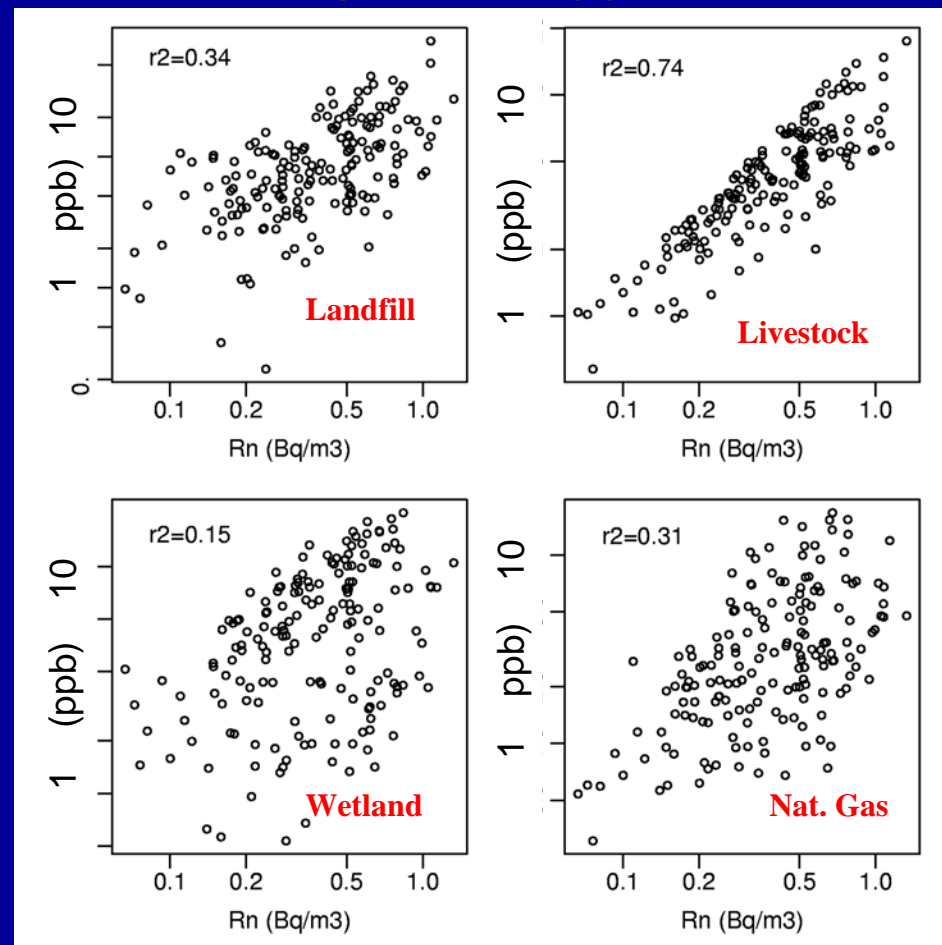 r2=0.34
ppb) 1 10
0.
Landfill
0.1 0.2 0.5 1.0
Rn (Bq/m3)
r2=0.74
(ppb) 1 10
Livestock
0.1 0.2 0.5 1.0
Rn (Bq/m3)
r2=0.15
(ppb) 1 10
Wetland
0.1 0.2 0.5 1.0
Rn (Bq/m3)
r2=0.31
ppb) 1 10
Nat. Gas
0.1 0.2 0.5 1.0
Rn (Bq/m3)